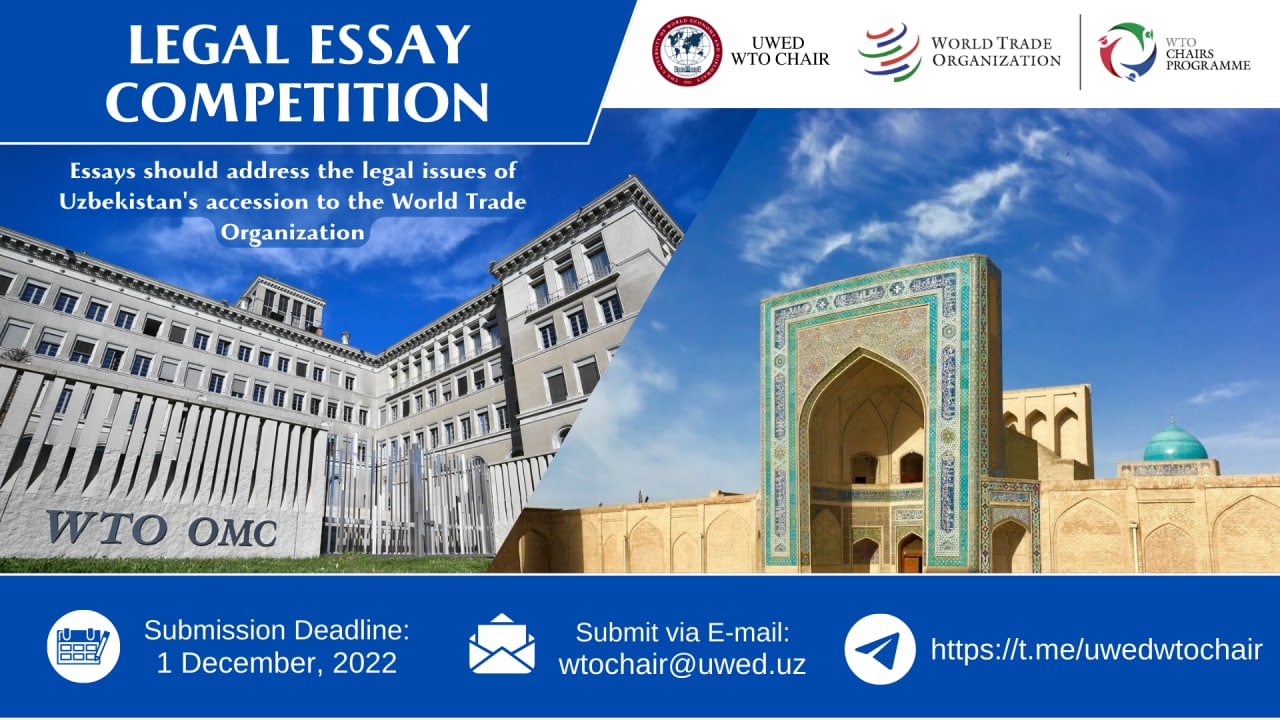 LEGAL ESSAY
COMPETITION
UWED
WTO CHAIR
WORLD TRADE
ORGANIZATION
WTO
CHAIRS
PROGRAMME
Essays should address the legal issues of
Uzbekistan's accession to the World Trade
Organization
WTO OMC
Submission Deadline:
1 December, 2022
Submit via E-mail:
wtochair@uwed.uz
https://t.me/uwedwtochair